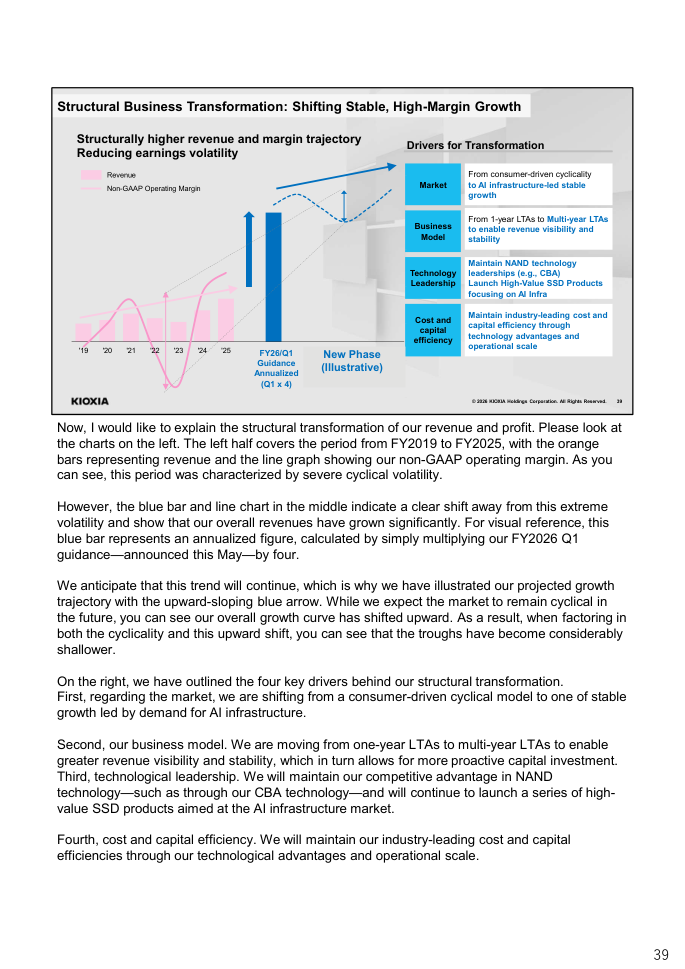 Structural Business Transformation: Shifting Stable, High-Margin Growth
Structurally higher revenue and margin trajectory
Reducing earnings volatility
Revenue
Non-GAAP Operating Margin
'19 '20 '21 '22 '23 '24 '25
FY26/Q1
Guidance
Annualized
(Q1 x 4)
New Phase
(Illustrative)
Drivers for Transformation
Market
From consumer-driven cyclicality
to AI infrastructure-led stable
growth
Business
Model
From 1-year LTAs to Multi-year LTAs
to enable revenue visibility and
stability
Technology
Leadership
Maintain NAND technology
leaderships (e.g., CBA)
Launch High-Value SSD Products
focusing on AI Infra
Cost and
capital
efficiency
Maintain industry-leading cost and
capital efficiency through
technology advantages and
operational scale
KIOXIA
© 2026 KIOXIA Holdings Corporation. All Rights Reserved. 39
Now, I would like to explain the structural transformation of our revenue and profit. Please look at
the charts on the left. The left half covers the period from FY2019 to FY2025, with the orange
bars representing revenue and the line graph showing our non-GAAP operating margin. As you
can see, this period was characterized by severe cyclical volatility.
However, the blue bar and line chart in the middle indicate a clear shift away from this extreme
volatility and show that our overall revenues have grown significantly. For visual reference, this
blue bar represents an annualized figure, calculated by simply multiplying our FY2026 Q1
guidance—announced this May—by four.
We anticipate that this trend will continue, which is why we have illustrated our projected growth
trajectory with the upward-sloping blue arrow. While we expect the market to remain cyclical in
the future, you can see our overall growth curve has shifted upward. As a result, when factoring in
both the cyclicality and this upward shift, you can see that the troughs have become considerably
shallower.
On the right, we have outlined the four key drivers behind our structural transformation.
First, regarding the market, we are shifting from a consumer-driven cyclical model to one of stable
growth led by demand for AI infrastructure.
Second, our business model. We are moving from one-year LTAs to multi-year LTAs to enable
greater revenue visibility and stability, which in turn allows for more proactive capital investment.
Third, technological leadership. We will maintain our competitive advantage in NAND
technology—such as through our CBA technology—and will continue to launch a series of high-
value SSD products aimed at the AI infrastructure market.
Fourth, cost and capital efficiency. We will maintain our industry-leading cost and capital
efficiencies through our technological advantages and operational scale.
39